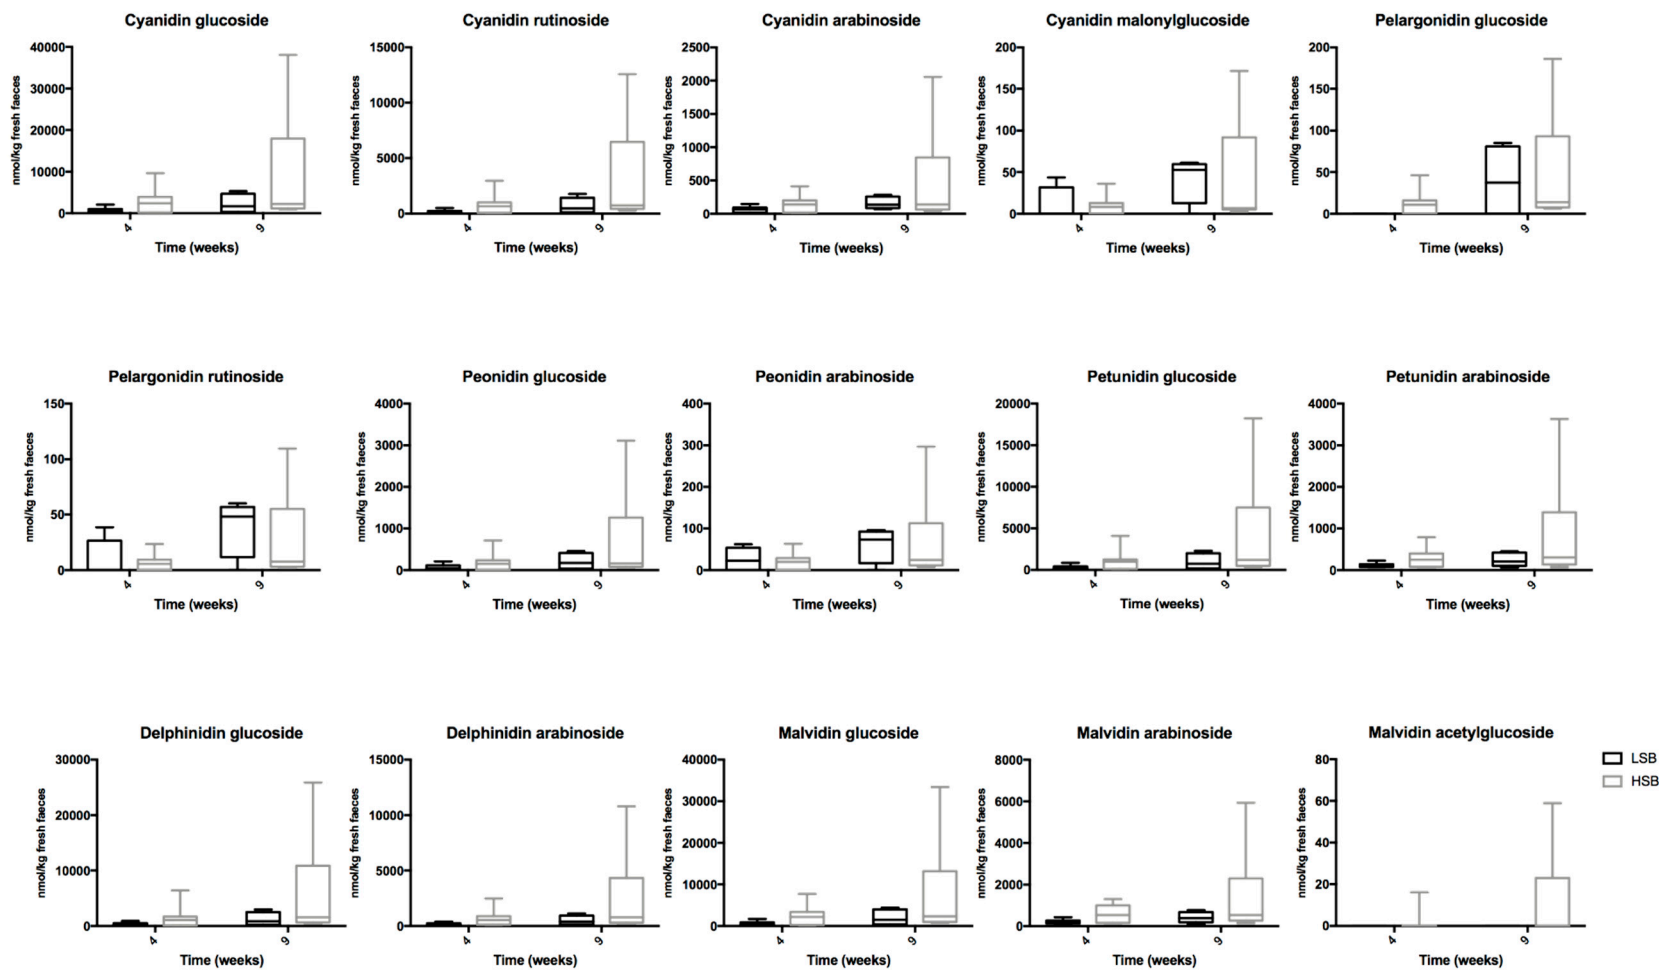 Cyanidin glucoside
nmol/kg fresh faeces
40000
30000
20000
10000
0
4
9
Time (weeks)
Cyanidin rutinoside
nmol/kg fresh faeces
15000
10000
5000
0
4
9
Time (weeks)
Cyanidin arabinoside
nmol/kg fresh faeces
2500
2000
1500
1000
500
0
4
9
Time (weeks)
Cyanidin malonylglucoside
nmol/kg fresh faeces
200
150
100
50
0
4
9
Time (weeks)
Pelargonidin glucoside
nmol/kg fresh faeces
200
150
100
50
0
4
9
Time (weeks)
Pelargonidin rutinoside
nmol/kg fresh faeces
150
100
50
0
4
9
Time (weeks)
Peonidin glucoside
nmol/kg fresh faeces
4000
3000
2000
1000
0
4
9
Time (weeks)
Peonidin arabinoside
nmol/kg fresh faeces
400
300
200
100
0
4
9
Time (weeks)
Petunidin glucoside
nmol/kg fresh faeces
20000
15000
10000
5000
0
4
9
Time (weeks)
Petunidin arabinoside
nmol/kg fresh faeces
4000
3000
2000
1000
0
4
9
Time (weeks)
Delphinidin glucoside
nmol/kg fresh faeces
30000
20000
10000
0
4
9
Time (weeks)
Delphinidin arabinoside
nmol/kg fresh faeces
15000
10000
5000
0
4
9
Time (weeks)
Malvidin glucoside
nmol/kg fresh faeces
40000
30000
20000
10000
0
4
9
Time (weeks)
Malvidin arabinoside
nmol/kg fresh faeces
8000
6000
4000
2000
0
4
9
Time (weeks)
Malvidin acetylglucoside
nmol/kg fresh faeces
80
60
40
20
0
4
9
Time (weeks)
LSB
HSB